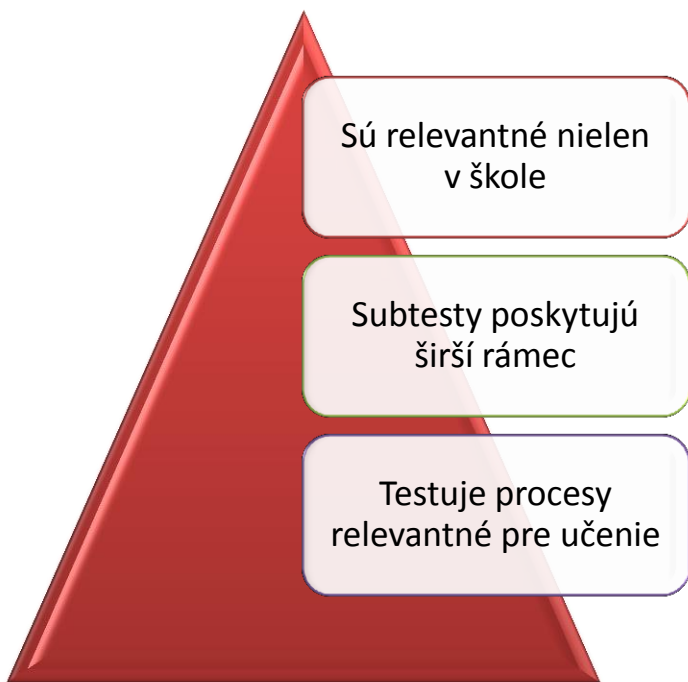 Sú relevantné nielen
v škole
Subtesty poskytujú
širší rámec
Testuje procesy
relevantné pre učenie